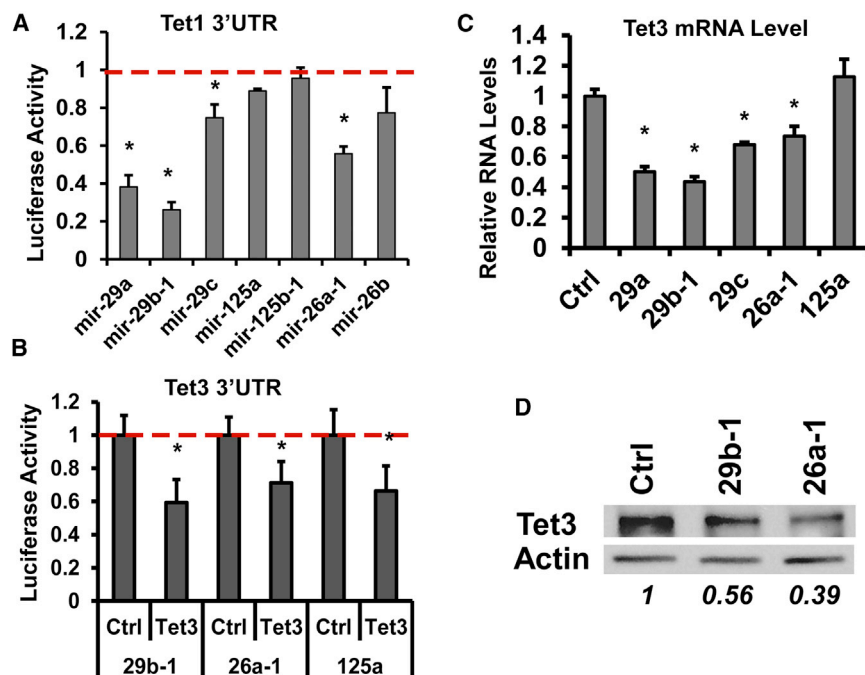 A
Tet1 3'UTR
Luciferase Activity
1.2
1
0.8
0.6
0.4
0.2
0
*
*
*
*
mir-29a
mir-29b-1
mir-29c
mir-125a
mir-125b-1
mir-26a-1
mir-26b
B
Tet3 3'UTR
Luciferase Activity
1.2
1
0.8
0.6
0.4
0.2
0
*
*
*
Ctrl Tet3 Ctrl Tet3 Ctrl Tet3
29b-1 26a-1 125a
C
Tet3 mRNA Level
Relative RNA Levels
1.4
1.2
1
0.8
0.6
0.4
0.2
0
*
*
*
*
Ctrl
29a
29b-1
29c
26a-1
125a
D
Ctrl
29b-1
26a-1
Tet3
Actin
1 0.56 0.39